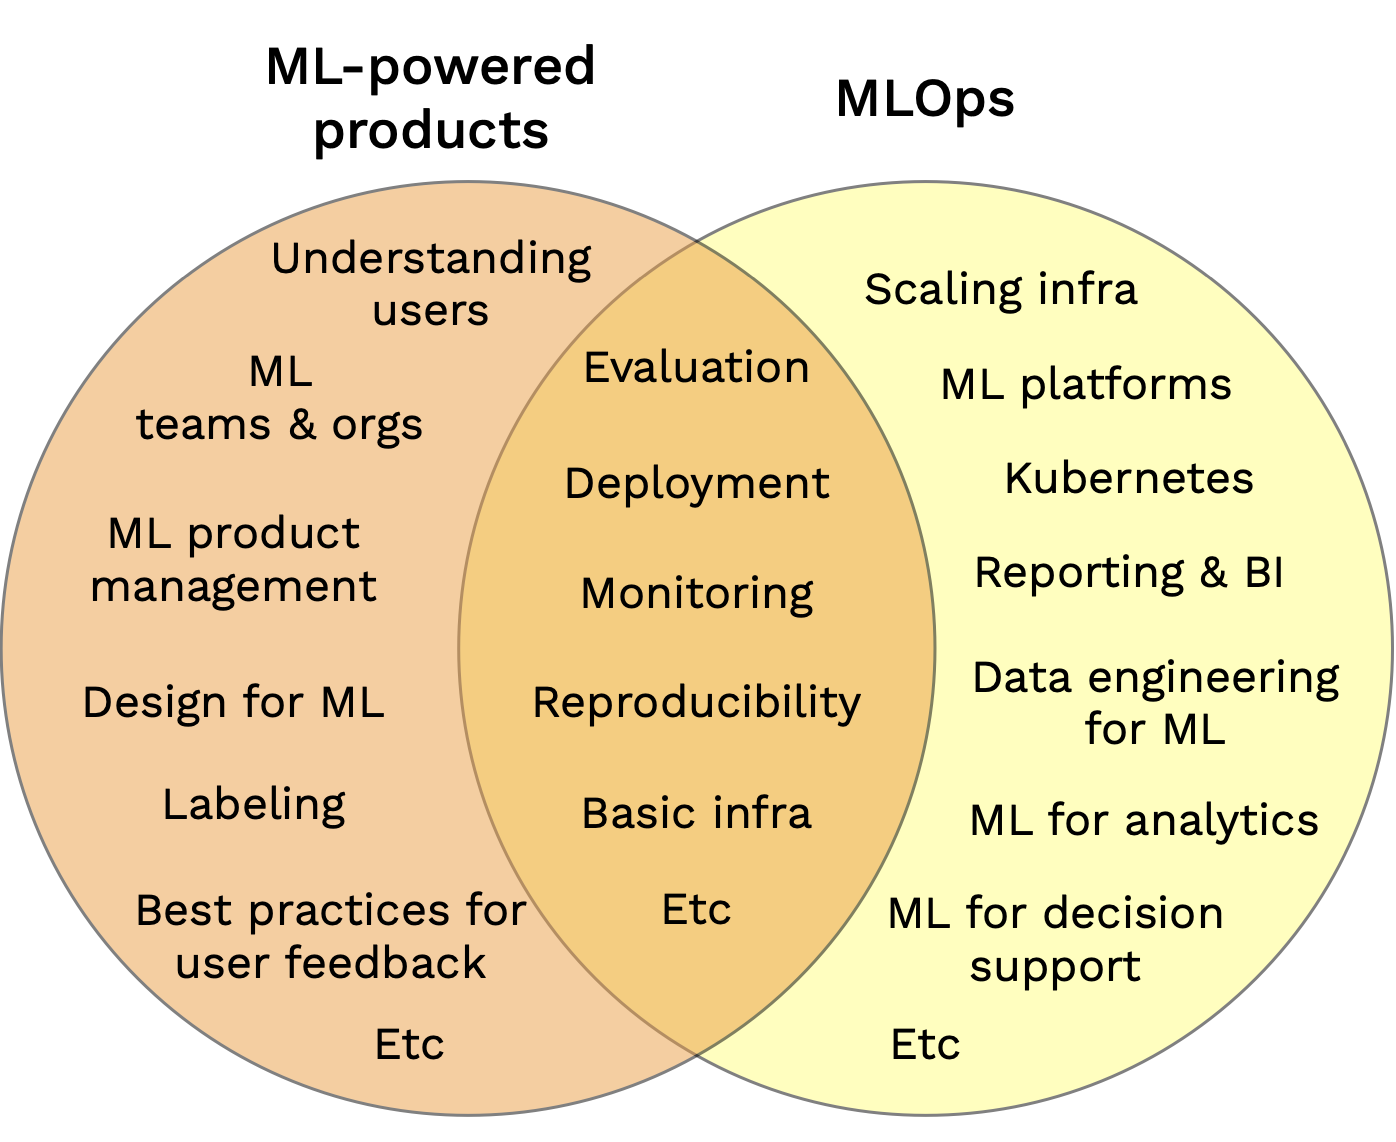 ML-powered
products
MLOps
Understanding
users
ML
teams & orgs
ML product
management
Design for ML
Labeling
Best practices for
user feedback
Etc
Evaluation
Deployment
Monitoring
Reproducibility
Basic infra
Etc
Scaling infra
ML platforms
Kubernetes
Reporting & BI
Data engineering
for ML
ML for analytics
ML for decision
support
Etc